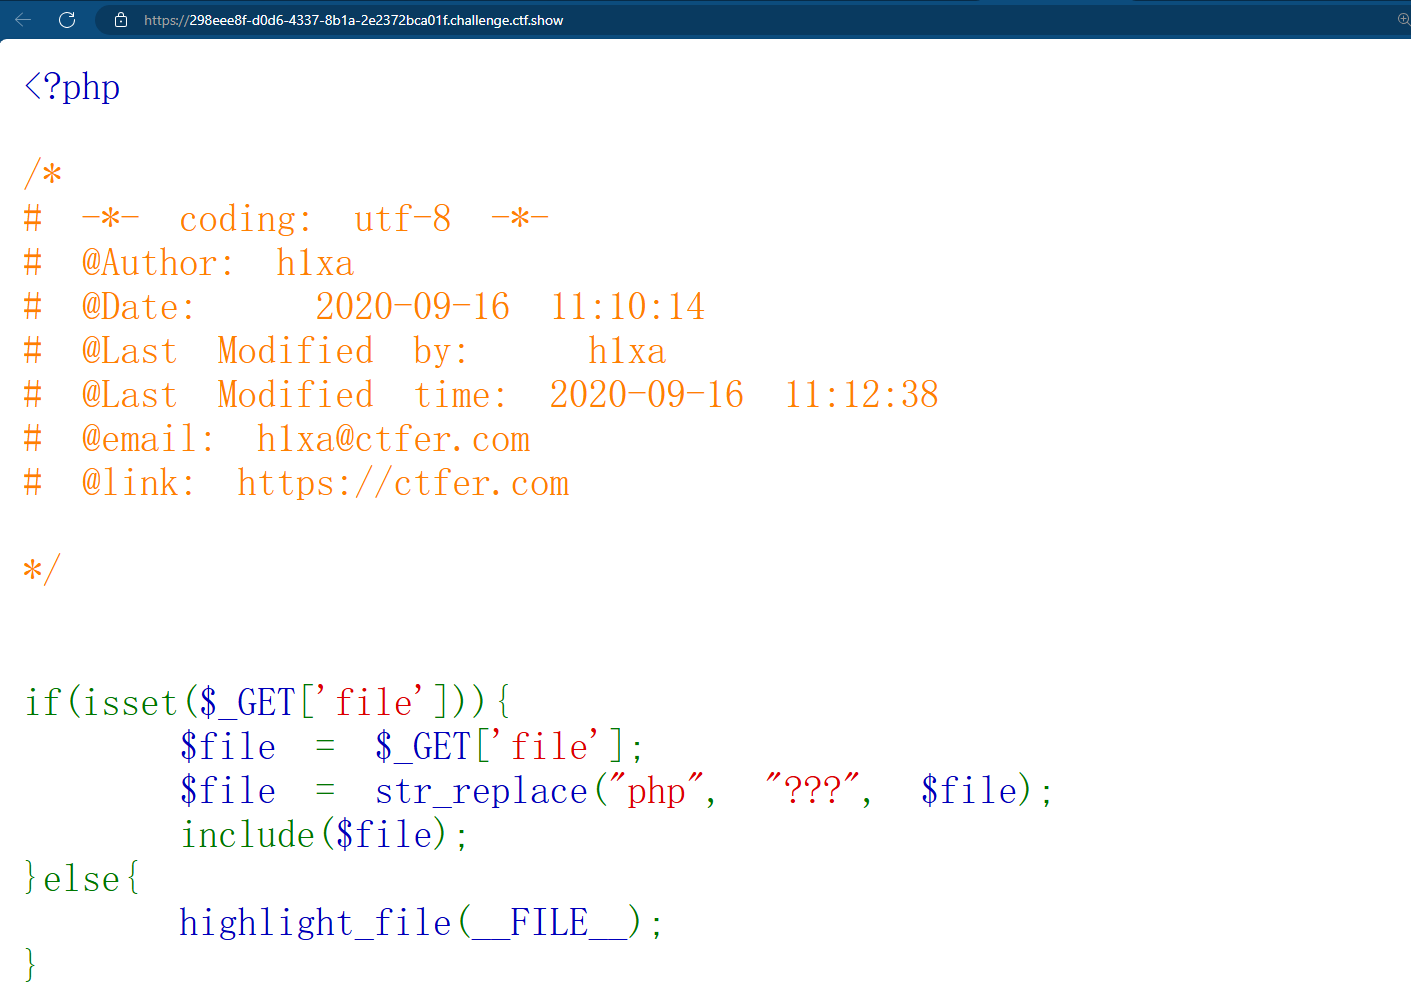 https://298eee8f-d0d6-4337-8b1a-2e2372bca01f.challenge.ctf.show
<?php
/*
# -*- coding: utf-8 -*-
# @Author: h1xa
# @Date:   2020-09-16 11:10:14
# @Last Modified by:   h1xa
# @Last Modified time: 2020-09-16 11:12:38
# @email: h1xa@ctfer.com
# @link: https://ctfer.com
*/
if(isset($_GET['file'])){
    $file = $_GET['file'];
    $file = str_replace("php", "???", $file);
    include($file);
}else{
    highlight_file(__FILE__);
}